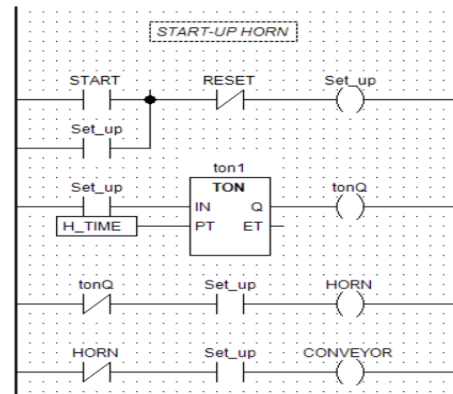 START-UP HORN
START RESET Set_up
Set_up
ton1
Set_up TON tonQ
IN Q
H_TIME PT ET
tonQ Set_up HORN
HORN Set_up CONVEYOR